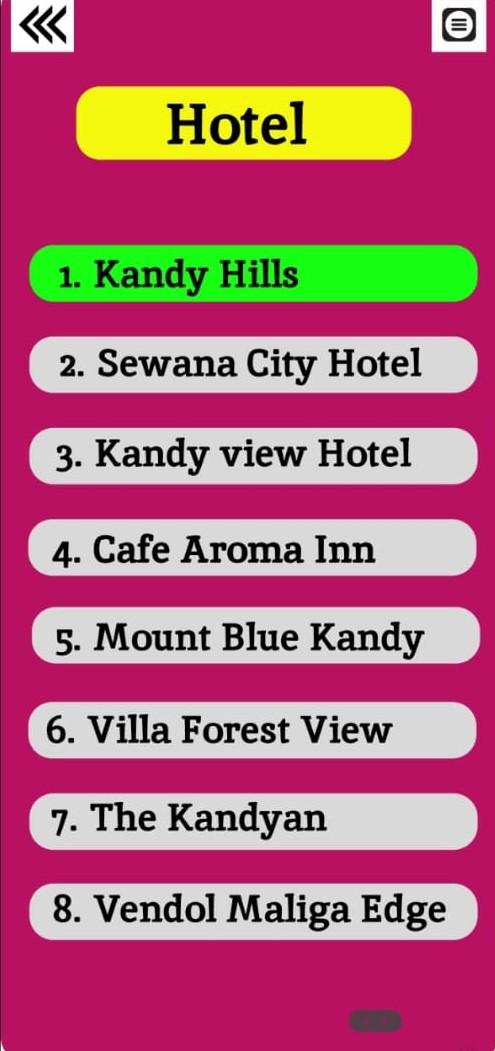 Hotel
1. Kandy Hills
2. Sewana City Hotel
3. Kandy view Hotel
4. Cafe Aroma Inn
5. Mount Blue Kandy
6. Villa Forest View
7. The Kandyan
8. Vendol Maliga Edge